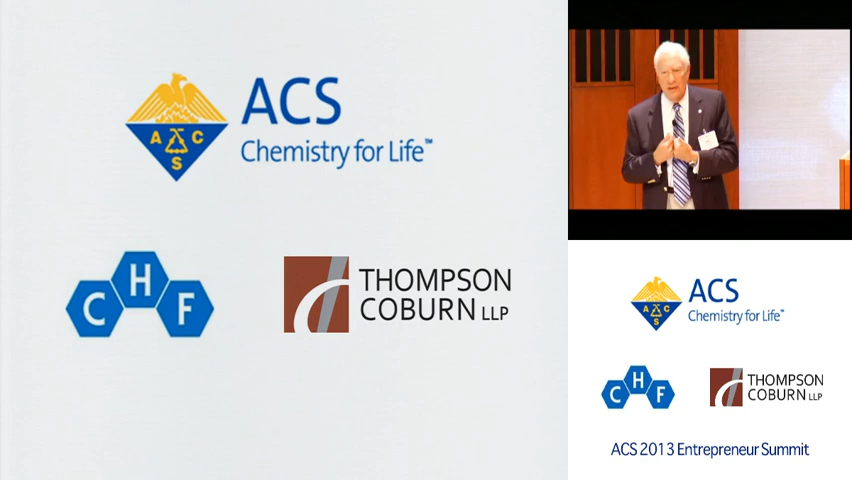 ACS
Chemistry for Life™
A C
S
C H F
THOMPSON
COBURN LLP
ACS
Chemistry for Life™
A C
S
C H F
THOMPSON
COBURN LLP
ACS 2013 Entrepreneur Summit